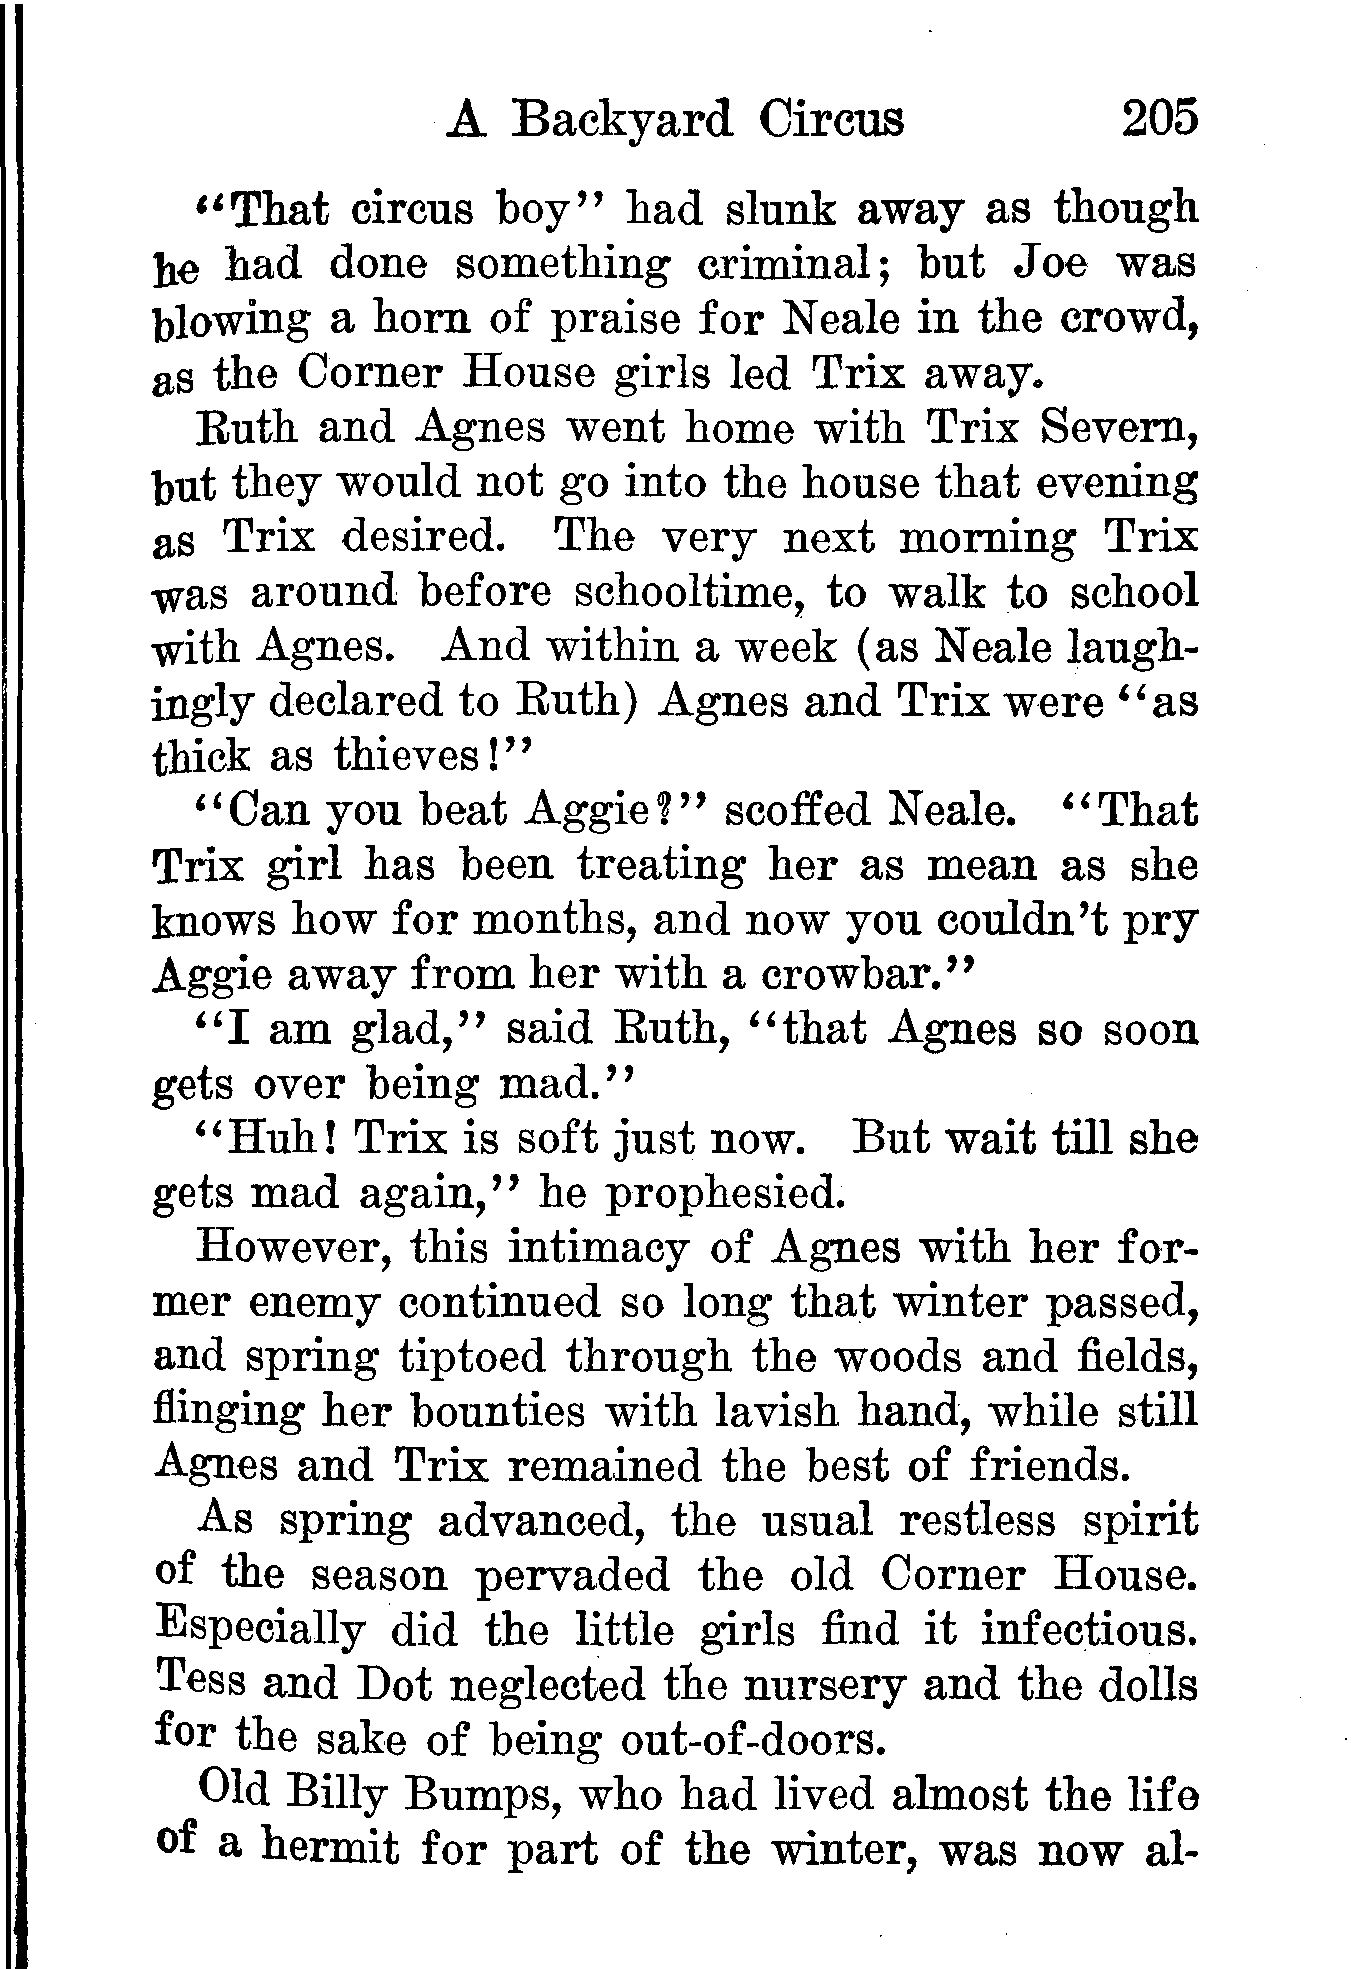 A Backyard Circus 205
"That circus boy" had slunk away as though
he had done something criminal; but Joe was
blowing a horn of praise for Neale in the crowd,
as the Corner House girls led Trix away.
Ruth and Agnes went home with Trix Severn,
but they would not go into the house that evening
as Trix desired. The very next morning Trix
was around before schooltime, to walk to school
with Agnes. And within a week (as Neale laugh-
ingly declared to Ruth) Agnes and Trix were "as
thick as thieves!"
"Can you beat Aggie?" scoffed Neale. "That
Trix girl has been treating her as mean as she
knows how for months, and now you couldn't pry
Aggie away from her with a crowbar."
"I am glad," said Ruth, "that Agnes so soon
gets over being mad."
"Huh! Trix is soft just now. But wait till she
gets mad again," he prophesied.
However, this intimacy of Agnes with her for-
mer enemy continued so long that winter passed,
and spring tiptoed through the woods and fields,
flinging her bounties with lavish hand, while still
Agnes and Trix remained the best of friends.
As spring advanced, the usual restless spirit
of the season pervaded the old Corner House.
Especially did the little girls find it infectious.
Tess and Dot neglected the nursery and the dolls
for the sake of being out-of-doors.
Old Billy Bumps, who had lived almost the life
of a hermit for part of the winter, was now al-